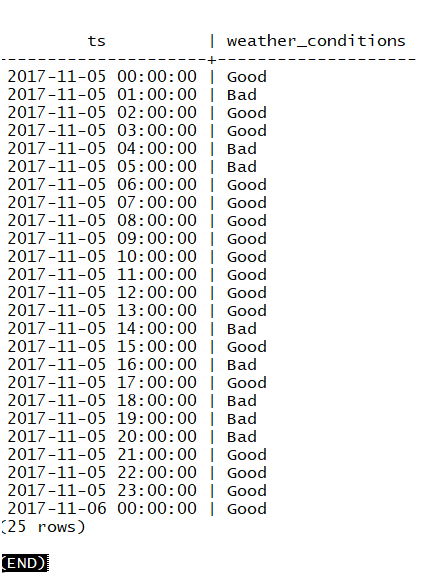 ts | weather_conditions
---------------------+--------------------
2017-11-05 00:00:00 | Good
2017-11-05 01:00:00 | Bad
2017-11-05 02:00:00 | Good
2017-11-05 03:00:00 | Good
2017-11-05 04:00:00 | Bad
2017-11-05 05:00:00 | Bad
2017-11-05 06:00:00 | Good
2017-11-05 07:00:00 | Good
2017-11-05 08:00:00 | Good
2017-11-05 09:00:00 | Good
2017-11-05 10:00:00 | Good
2017-11-05 11:00:00 | Good
2017-11-05 12:00:00 | Good
2017-11-05 13:00:00 | Good
2017-11-05 14:00:00 | Bad
2017-11-05 15:00:00 | Good
2017-11-05 16:00:00 | Bad
2017-11-05 17:00:00 | Good
2017-11-05 18:00:00 | Bad
2017-11-05 19:00:00 | Bad
2017-11-05 20:00:00 | Bad
2017-11-05 21:00:00 | Good
2017-11-05 22:00:00 | Good
2017-11-05 23:00:00 | Good
2017-11-06 00:00:00 | Good
(25 rows)
(END)